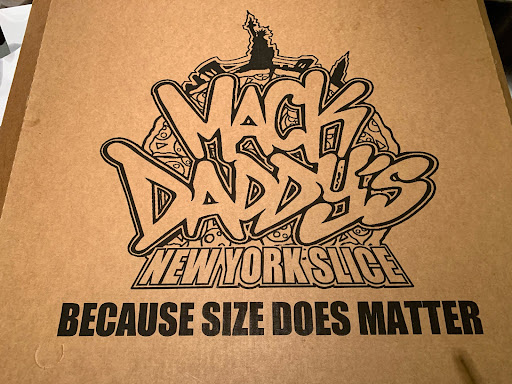 MACK
DADDY'S
NEW YORK SLICE
BECAUSE SIZE DOES MATTER